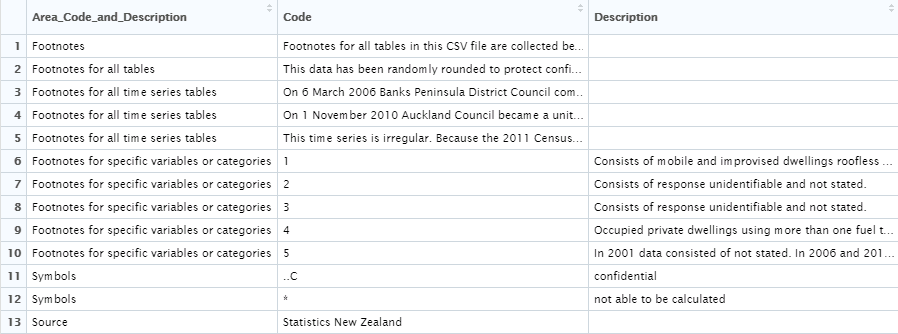 Area_Code_and_Description Code Description
1 Footnotes Footnotes for all tables in this CSV file are collected be...
2 Footnotes for all tables This data has been randomly rounded to protect confi...
3 Footnotes for all time series tables On 6 March 2006 Banks Peninsula District Council com...
4 Footnotes for all time series tables On 1 November 2010 Auckland Council became a unit...
5 Footnotes for all time series tables This time series is irregular. Because the 2011 Census...
6 Footnotes for specific variables or categories 1 Consists of mobile and improvised dwellings roofless ...
7 Footnotes for specific variables or categories 2 Consists of response unidentifiable and not stated.
8 Footnotes for specific variables or categories 3 Consists of response unidentifiable and not stated.
9 Footnotes for specific variables or categories 4 Occupied private dwellings using more than one fuel t...
10 Footnotes for specific variables or categories 5 In 2001 data consisted of not stated. In 2006 and 201...
11 Symbols ..C confidential
12 Symbols * not able to be calculated
13 Source Statistics New Zealand